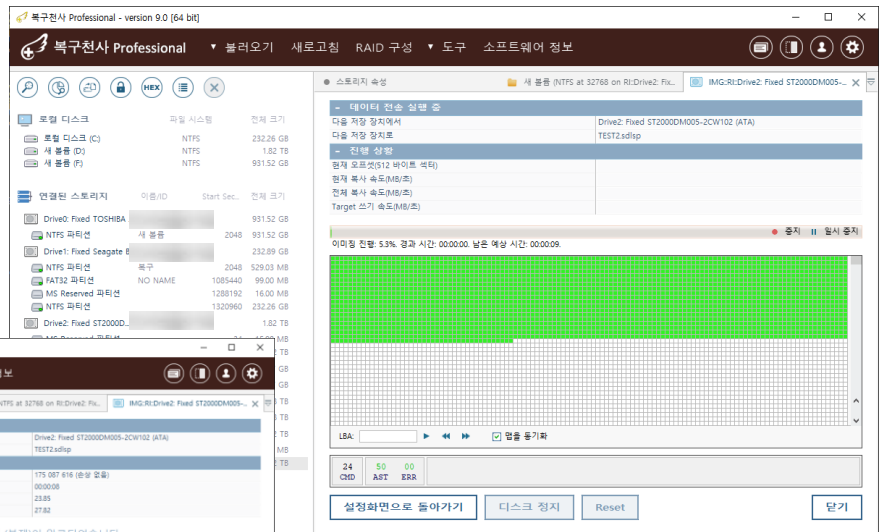 복구천사 Professional - version 9.0 [64 bit]
복구천사 Professional ▼ 불러오기 새로고침 RAID 구성 ▼ 도구 소프트웨어 정보
HEX
로컬 디스크 파일 시스템 전체 크기
로컬 디스크 (C:) NTFS 232.26 GB
새 볼륨 (D:) NTFS 1.82 TB
새 볼륨 (F:) NTFS 931.52 GB
연결된 스토리지 이름/ID Start Sec... 전체 크기
Drive0: Fixed TOSHIBA 931.52 GB
NTFS 파티션 새 볼륨 2048 931.52 GB
Drive1: Fixed Seagate 232.89 GB
NTFS 파티션 복구 2048 529.03 MB
FAT32 파티션 NO NAME 1085440 99.00 MB
MS Reserved 파티션 1288192 16.00 MB
NTFS 파티션 1320960 232.26 GB
Drive2: Fixed ST2000D... 1.82 TB
스토리지 속성
새 볼륨 (NTFS at 32768 on RI:Drive2: Fix...
IMG:RI:Drive2: Fixed ST2000DM005-...
– 데이터 전송 실행 중
다음 저장 장치에서 Drive2: Fixed ST2000DM005-2CW102 (ATA)
다음 저장 장치로 TEST2.sdlsp
– 진행 상황
현재 오프셋(512 바이트 섹터)
현재 복사 속도(MB/초)
전체 복사 속도(MB/초)
Target 쓰기 속도(MB/초)
중지 일시 중지
이미징 진행: 5.3%. 경과 시간: 00:00:00. 남은 예상 시간: 00:00:09.
LBA: 맵을 동기화
24 50 00
CMD AST ERR
설정화면으로 돌아가기 디스크 정지 Reset 닫기
NTFS at 32768 on RI:Drive2: Fix...
IMG:RI:Drive2: Fixed ST2000DM005-...
Drive2: Fixed ST2000DM005-2CW102 (ATA)
TEST2.sdlsp
175 087 616 (손상 없음)
00:00:08
23.85
27.82